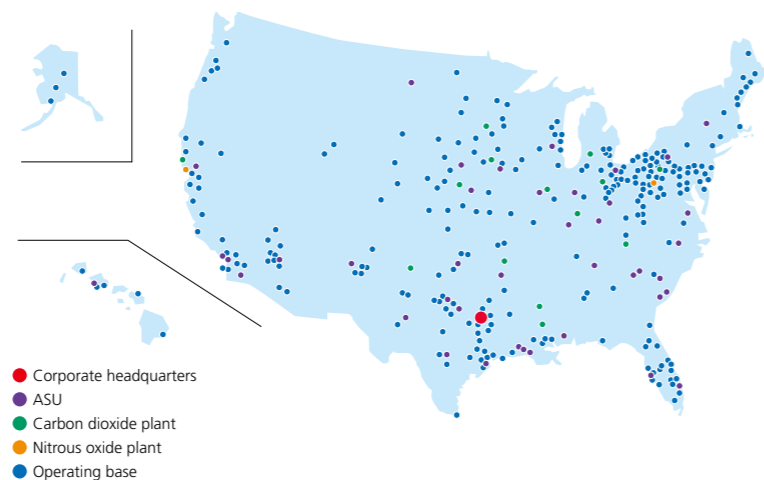 Corporate headquarters
ASU
Carbon dioxide plant
Nitrous oxide plant
Operating base